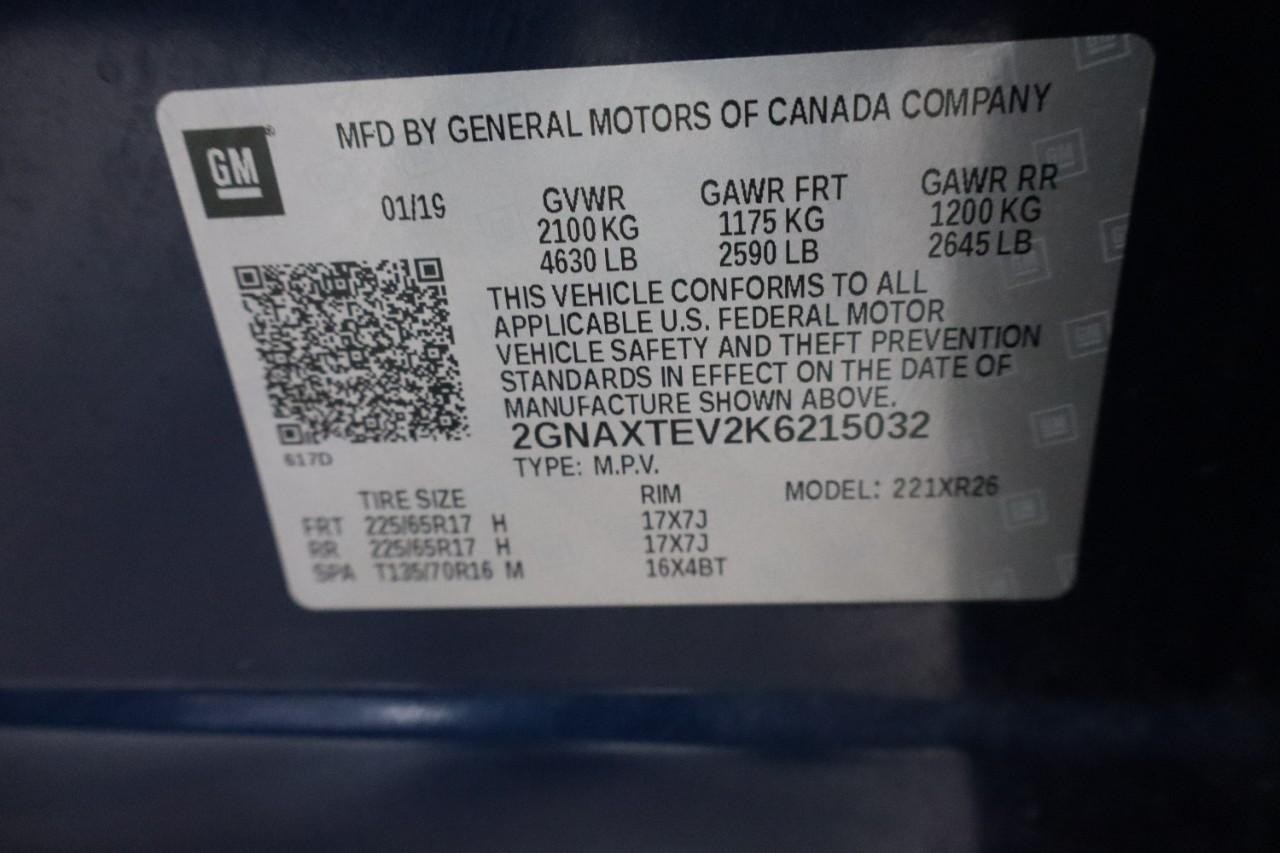 GM
MFD BY GENERAL MOTORS OF CANADA COMPANY
01/19 GVWR GAWR FRT GAWR RR
2100 KG 1175 KG 1200 KG
4630 LB 2590 LB 2645 LB
THIS VEHICLE CONFORMS TO ALL
APPLICABLE U.S. FEDERAL MOTOR
VEHICLE SAFETY AND THEFT PREVENTION
STANDARDS IN EFFECT ON THE DATE OF
MANUFACTURE SHOWN ABOVE.
2GNAXTEV2K6215032
617D
TYPE: M.P.V.
TIRE SIZE RIM MODEL: 221XR26
FRT 225/65R17 H 17X7J
RR 225/65R17 H 17X7J
SPA T135/70R16 M 16X4BT